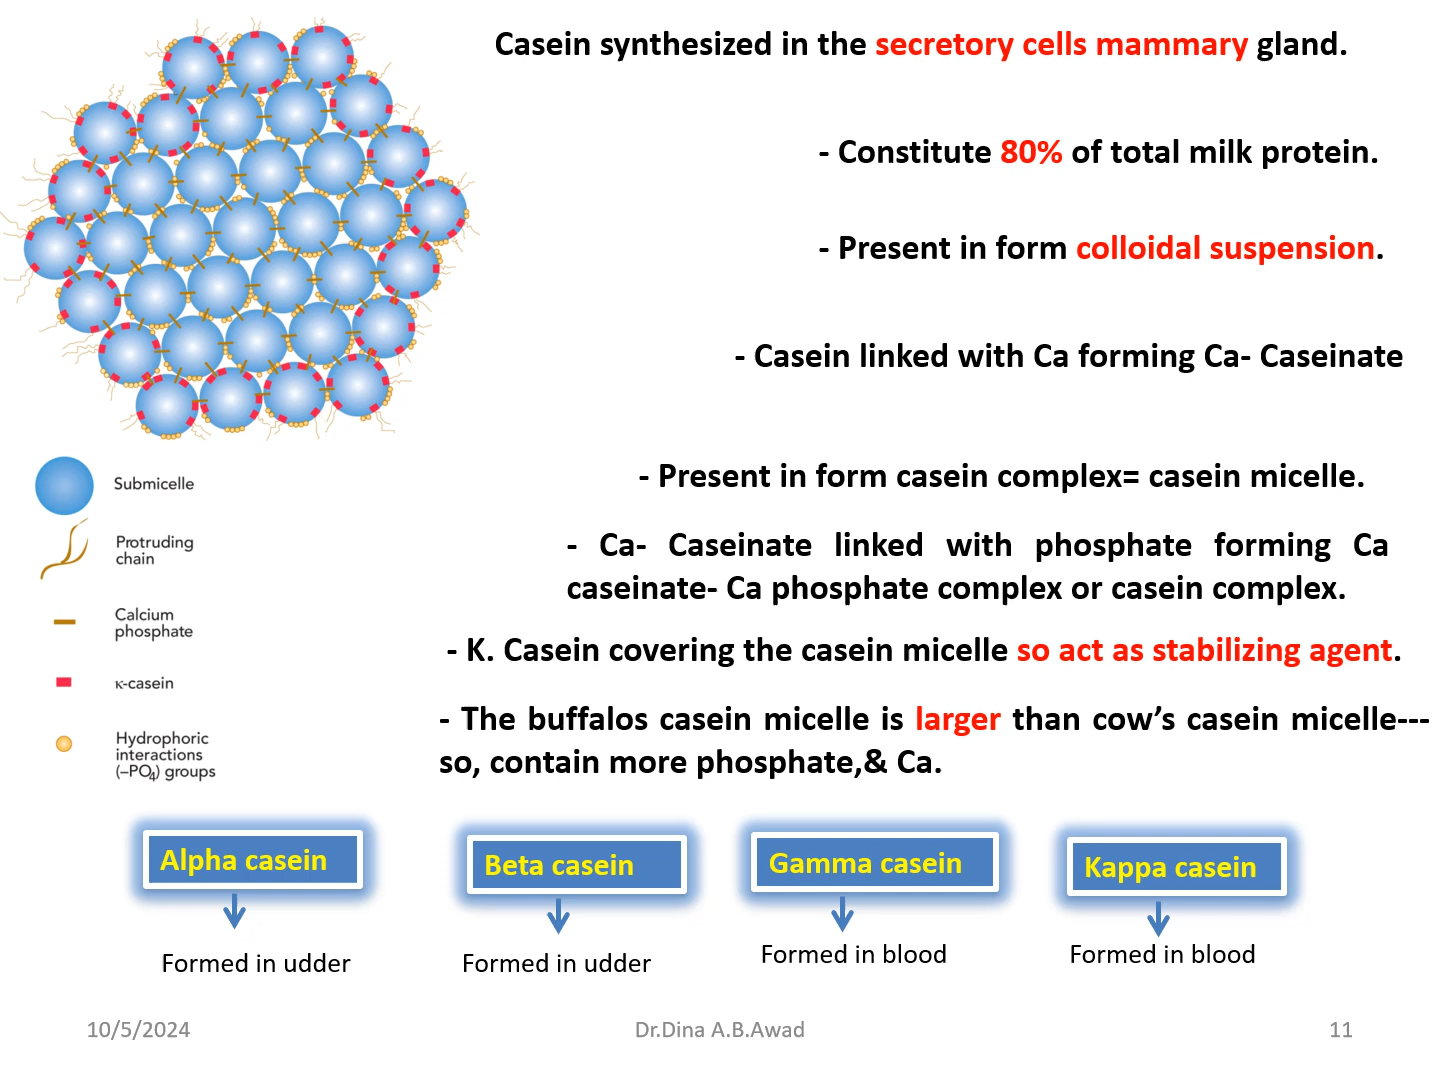 Casein synthesized in the secretory cells mammary gland.
- Constitute 80% of total milk protein.
- Present in form colloidal suspension.
- Casein linked with Ca forming Ca- Caseinate
- Present in form casein complex= casein micelle.
- Ca- Caseinate linked with phosphate forming Ca
caseinate- Ca phosphate complex or casein complex.
- K. Casein covering the casein micelle so act as stabilizing agent.
- The buffalos casein micelle is larger than cow’s casein micelle---
so, contain more phosphate,& Ca.
Submicelle
Protruding
chain
Calcium
phosphate
κ-casein
Hydrophoric
interactions
(–PO4) groups
Alpha casein
Beta casein
Gamma casein
Kappa casein
Formed in udder
Formed in udder
Formed in blood
Formed in blood
10/5/2024
Dr.Dina A.B.Awad
11